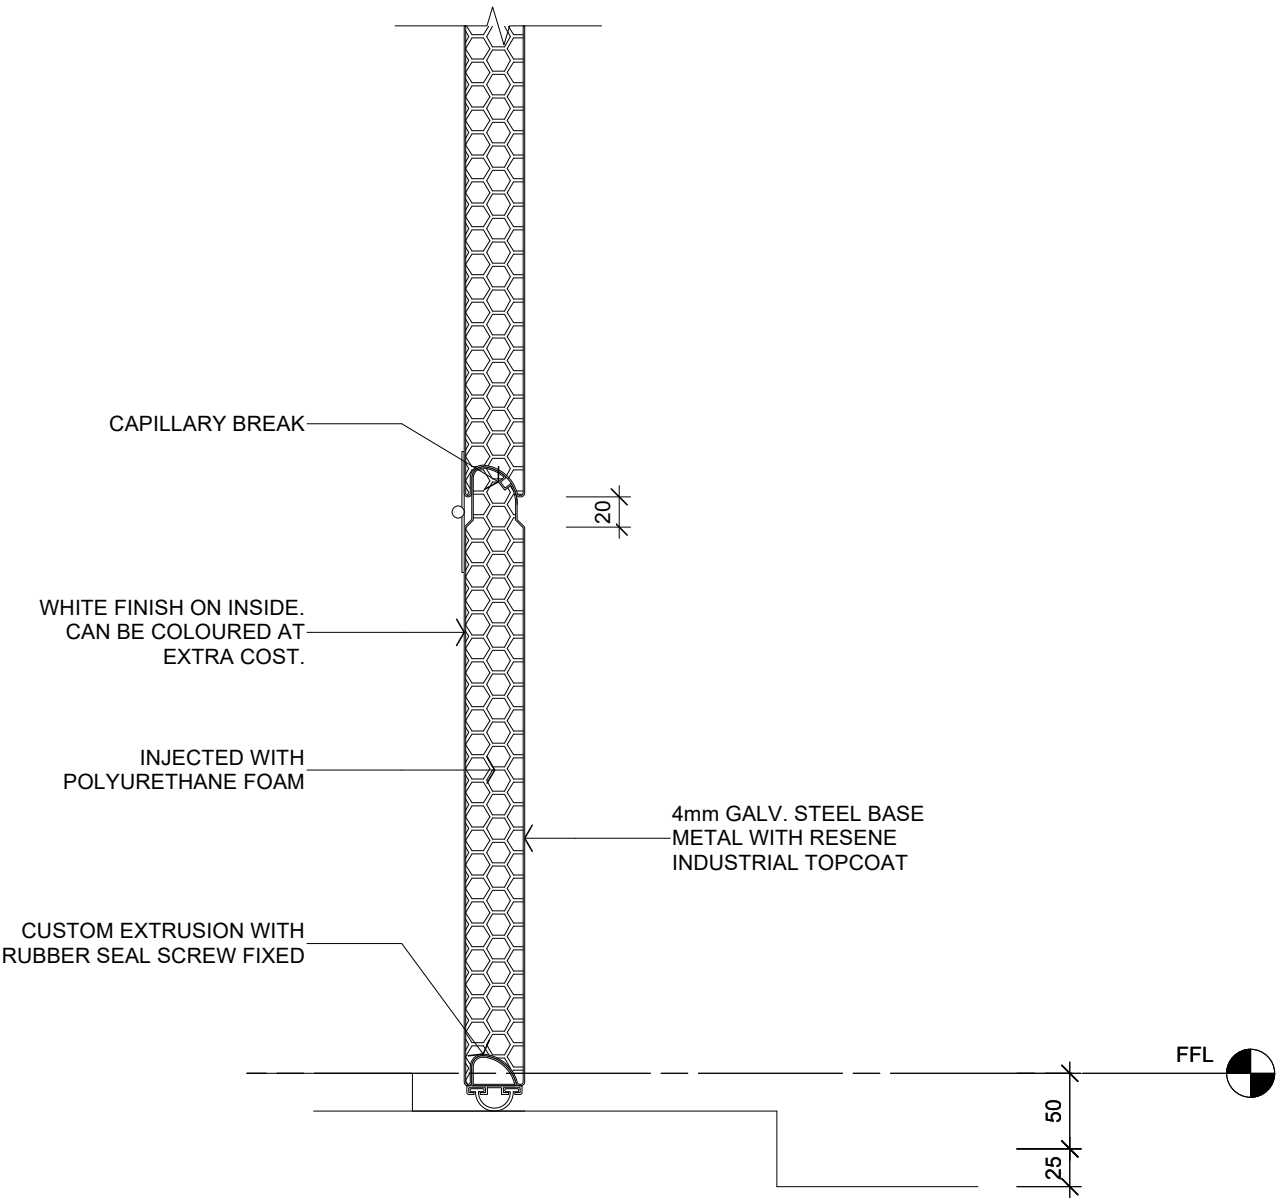 CAPILLARY BREAK
20
WHITE FINISH ON INSIDE.
CAN BE COLOURED AT
EXTRA COST.
INJECTED WITH
POLYURETHANE FOAM
4mm GALV. STEEL BASE
METAL WITH RESENE
INDUSTRIAL TOPCOAT
CUSTOM EXTRUSION WITH
RUBBER SEAL SCREW FIXED
FFL
50
25